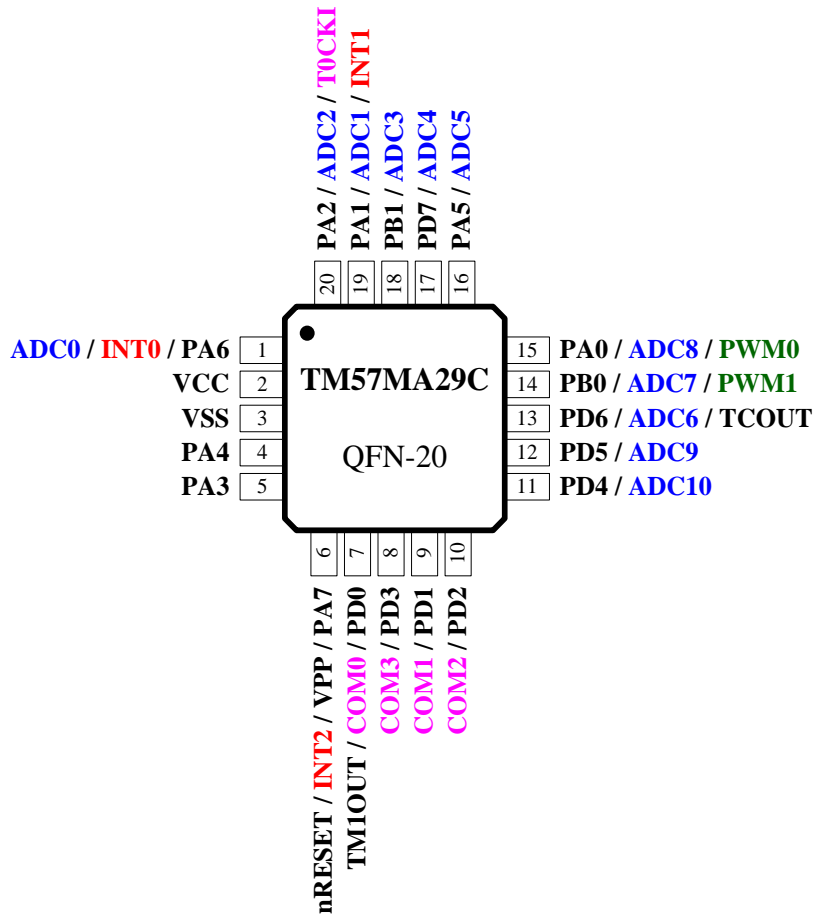 PA2 / ADC2 / T0CKI
PA1 / ADC1 / INT1
PB1 / ADC3
PD7 / ADC4
PA5 / ADC5
20
19
18
17
16
ADC0 / INT0 / PA6 1
VCC 2
VSS 3
PA4 4
PA3 5
TM57MA29C
QFN-20
15 PA0 / ADC8 / PWM0
14 PB0 / ADC7 / PWM1
13 PD6 / ADC6 / TCOUT
12 PD5 / ADC9
11 PD4 / ADC10
6
7
8
9
10
nRESET / INT2 / VPP / PA7
TM1OUT / COM0 / PD0
COM3 / PD3
COM1 / PD1
COM2 / PD2